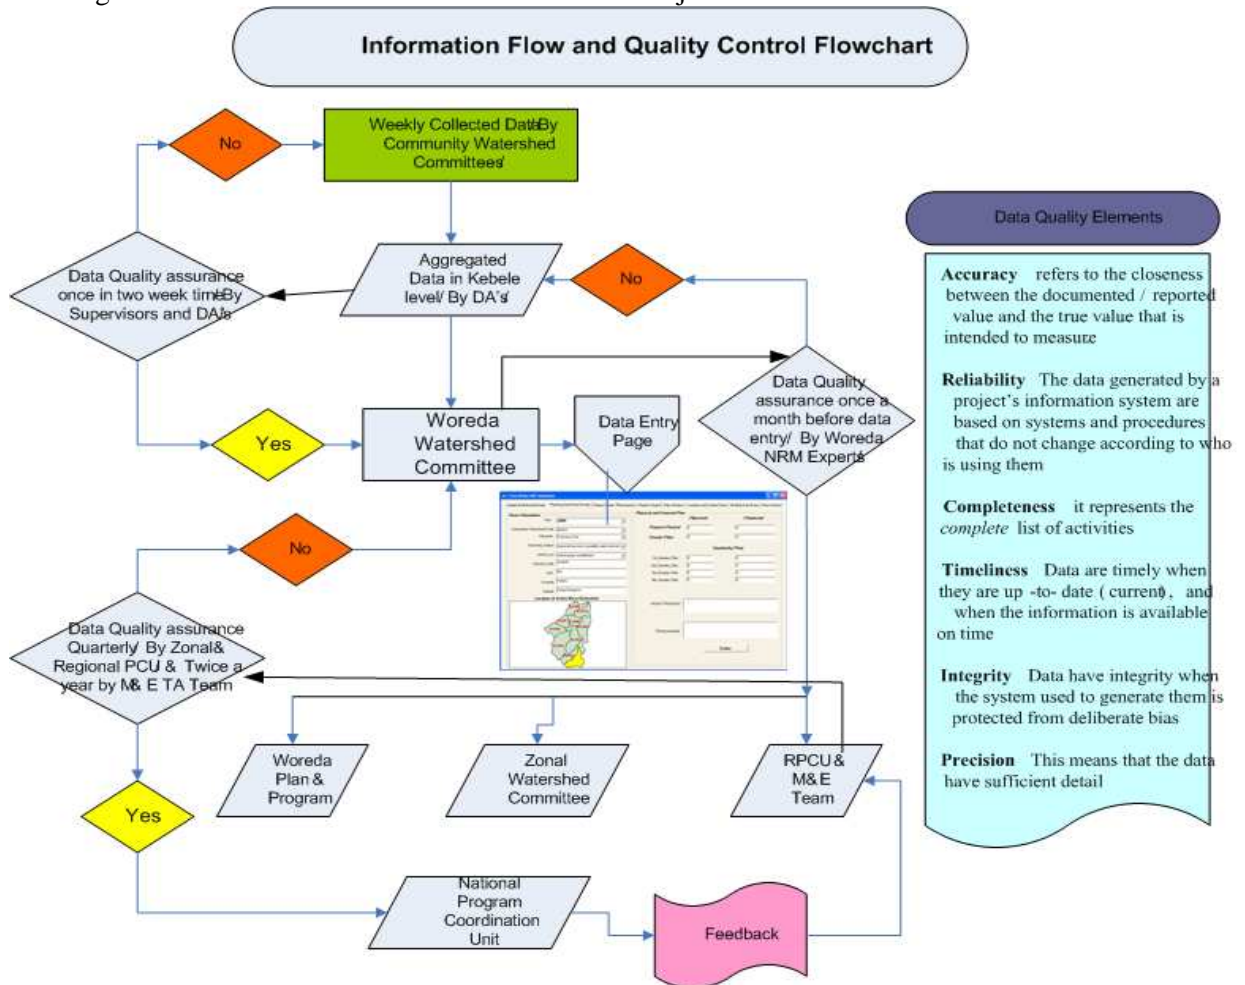 Information Flow and Quality Control Flowchart
No
Weekly Collected Data/By
Community Watershed
Committees/
Data Quality assurance
once in two week time/By
Supervisors and DA's
Aggregated
Data in Kebele
level/ By DA's/
No
Yes
Woreda
Watershed
Committee
Data Entry
Page
Data Quality
assurance once a
month before data
entry/ By Woreda
NRM Experts/
No
Data Quality assurance
Quarterly/ By Zonal&
Regional PCU & Twice a
year by M& E TA Team
Yes
Woreda
Plan &
Program
Zonal
Watershed
Committee
RPCU &
M& E
Team
National
Program
Coordination
Unit
Feedback
Data Quality Elements
Accuracy refers to the closeness
between the documented / reported
value and the true value that is
intended to measure
Reliability The data generated by a
project's information system are
based on systems and procedures
that do not change according to who
is using them
Completeness it represents the
complete list of activities
Timeliness Data are timely when
they are up -to- date ( current), and
when the information is available
on time
Integrity Data have integrity when
the system used to generate them is
protected from deliberate bias
Precision This means that the data
have sufficient detail